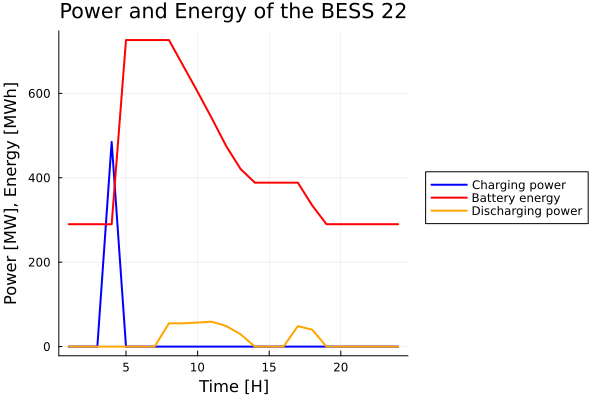 Power and Energy of the BESS 22
Power [MW], Energy [MWh]
600
400
200
0
5
10
15
20
Time [H]
Charging power
Battery energy
Discharging power